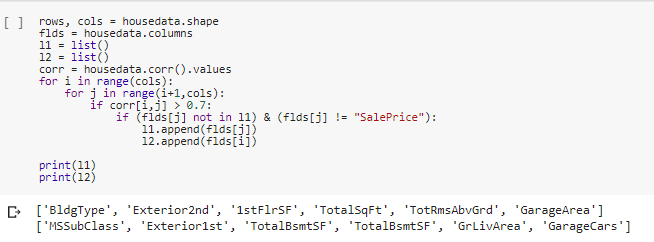 [ ] rows, cols = housedata.shape
flds = housedata.columns
l1 = list()
l2 = list()
corr = housedata.corr().values
for i in range(cols):
    for j in range(i+1,cols):
        if corr[i,j] > 0.7:
            if (flds[j] not in l1) & (flds[j] != "SalePrice"):
                l1.append(flds[j])
                l2.append(flds[i])
print(l1)
print(l2)
['BldgType', 'Exterior2nd', '1stFlrSF', 'TotalSqFt', 'TotRmsAbvGrd', 'GarageArea']
['MSSubClass', 'Exterior1st', 'TotalBsmtSF', 'TotalBsmtSF', 'GrLivArea', 'GarageCars']